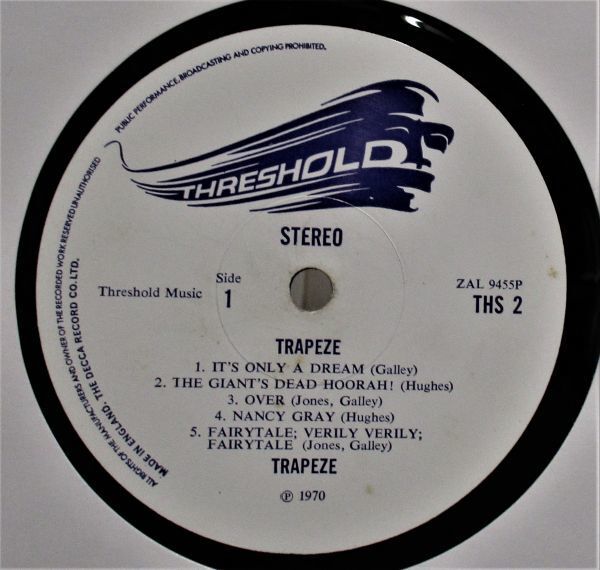 PUBLIC PERFORMANCE, BROADCASTING AND COPYING PROHIBITED.
ALL RIGHTS OF THE MANUFACTURERS AND OWNER OF THE RECORDED WORK RESERVED UNAUTHORISED
MADE IN ENGLAND. THE DECCA RECORD CO. LTD.
THRESHOLD
STEREO
Threshold Music
Side
1
ZAL 9455P
THS 2
TRAPEZE
1. IT'S ONLY A DREAM (Galley)
2. THE GIANT'S DEAD HOORAH! (Hughes)
3. OVER (Jones, Galley)
4. NANCY GRAY (Hughes)
5. FAIRYTALE; VERILY VERILY;
FAIRYTALE (Jones, Galley)
TRAPEZE
℗ 1970